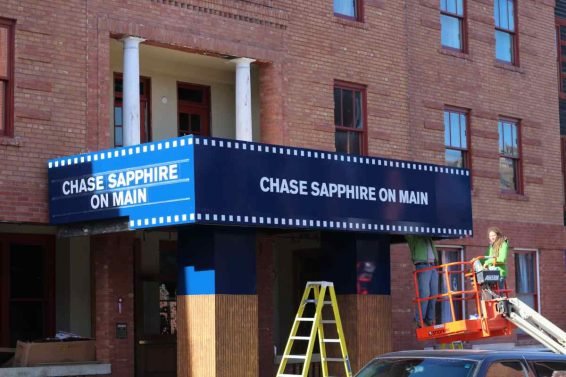 CHASE SAPPHIRE
ON MAIN
CHASE SAPPHIRE ON MAIN